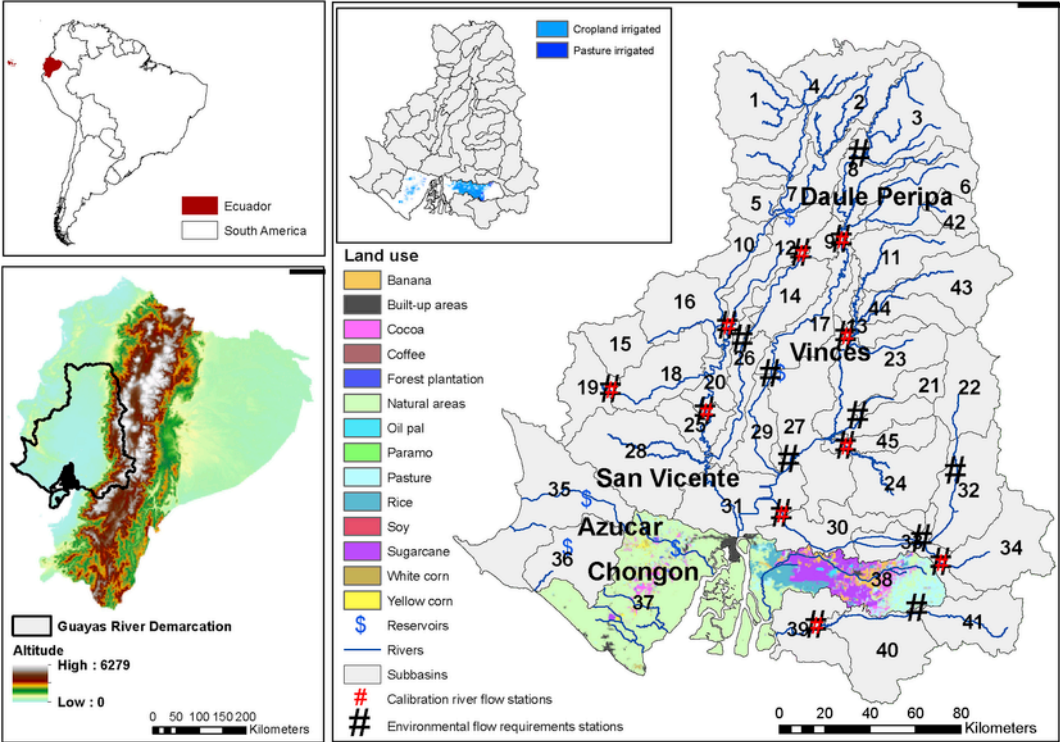 Ecuador
South America
Guayas River Demarcation
Altitude
High : 6279
Low : 0
0 50 100 150 200
Kilometers
Cropland irrigated
Pasture irrigated
Land use
Banana
Built-up areas
Cocoa
Coffee
Forest plantation
Natural areas
Oil pal
Paramo
Pasture
Rice
Soy
Sugarcane
White corn
Yellow corn
$ Reservoirs
Rivers
Subbasins
# Calibration river flow stations
# Environmental flow requirements stations
1
4
2
3
8
6
7
Daule Peripa
5
42
10
12
9
11
16
14
43
44
17
13
15
26
Vinces
23
18
20
21
22
19
25
27
29
45
28
24
San Vicente
32
35
31
Azucar
30
33
34
36
Chongon
38
37
39
41
40
0 20 40 60 80
Kilometers